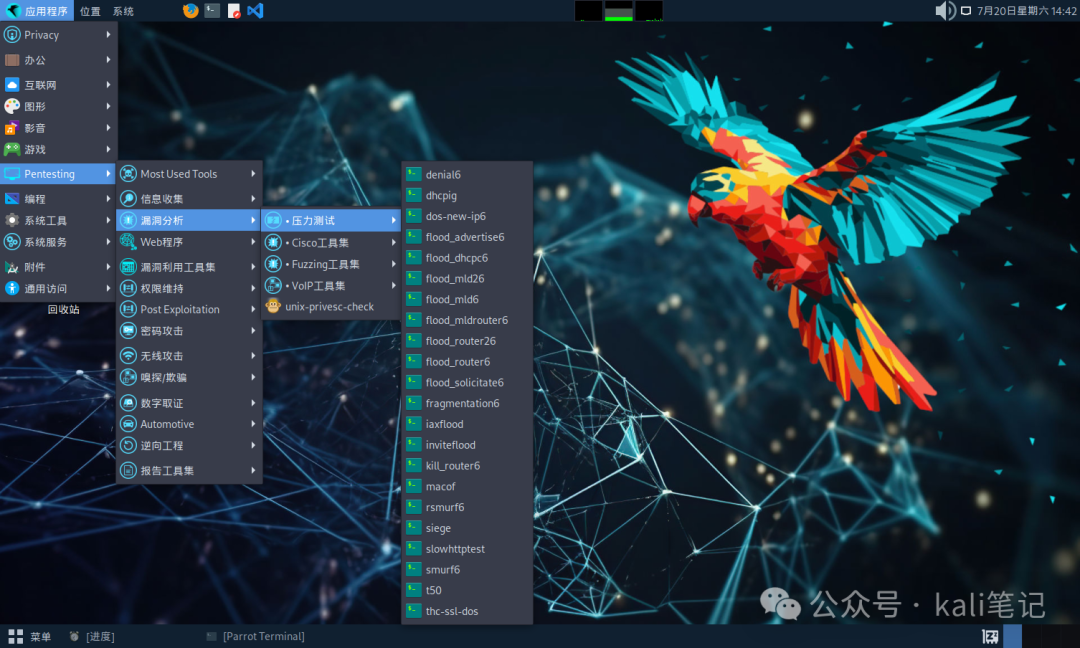 应用程序 位置 系统
7月20日星期六 14:42
Privacy
办公
互联网
图形
影音
游戏
Pentesting
编程
系统工具
系统服务
附件
通用访问
回收站
Most Used Tools
信息收集
漏洞分析
Web程序
漏洞利用工具集
权限维持
Post Exploitation
密码攻击
无线攻击
嗅探/欺骗
数字取证
Automotive
逆向工程
报告工具集
• 压力测试
• Cisco工具集
• Fuzzing工具集
• VoIP工具集
unix-privesc-check
denial6
dhcpig
dos-new-ip6
flood_advertise6
flood_dhcpc6
flood_mld26
flood_mld6
flood_mldrouter6
flood_router26
flood_router6
flood_solicitate6
fragmentation6
iaxflood
inviteflood
kill_router6
macof
rsmurf6
siege
slowhttptest
smurf6
t50
thc-ssl-dos
公众号 · kali笔记
菜单 [进度] [Parrot Terminal]